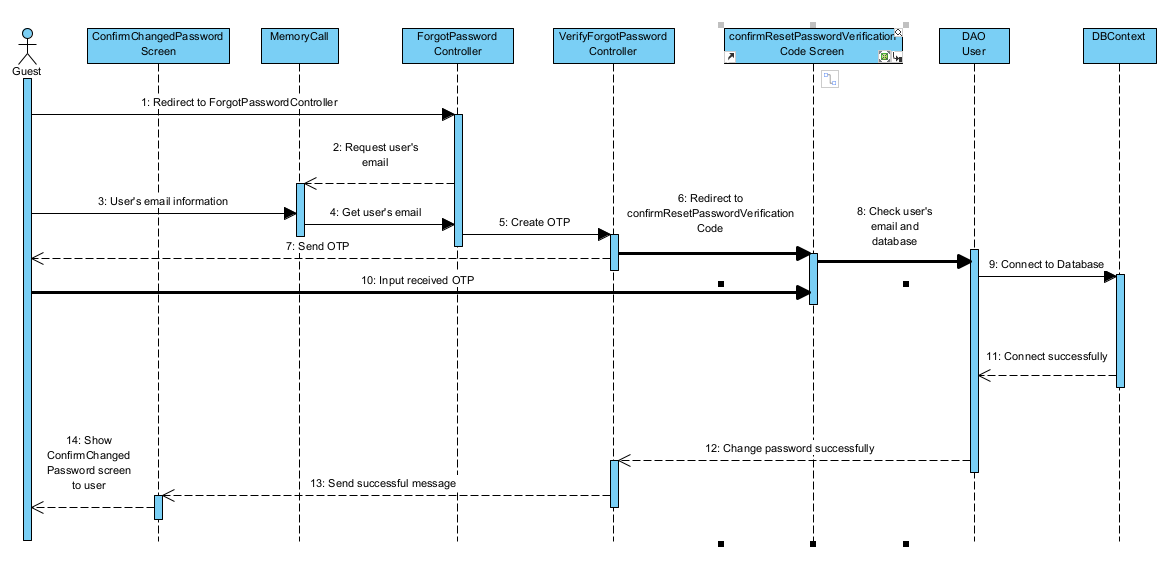 ConfirmChangedPassword
Screen
MemoryCall
ForgotPassword
Controller
VerifyForgotPassword
Controller
confirmResetPasswordVerification
Code Screen
DAO
User
DBContext
Guest
1: Redirect to ForgotPasswordController
2: Request user's
email
3: User's email information
4: Get user's email
5: Create OTP
6: Redirect to
confirmResetPasswordVerification
Code
7: Send OTP
8: Check user's
email and
database
9: Connect to Database
10: Input received OTP
11: Connect successfully
12: Change password successfully
13: Send successful message
14: Show
ConfirmChanged
Password screen
to user